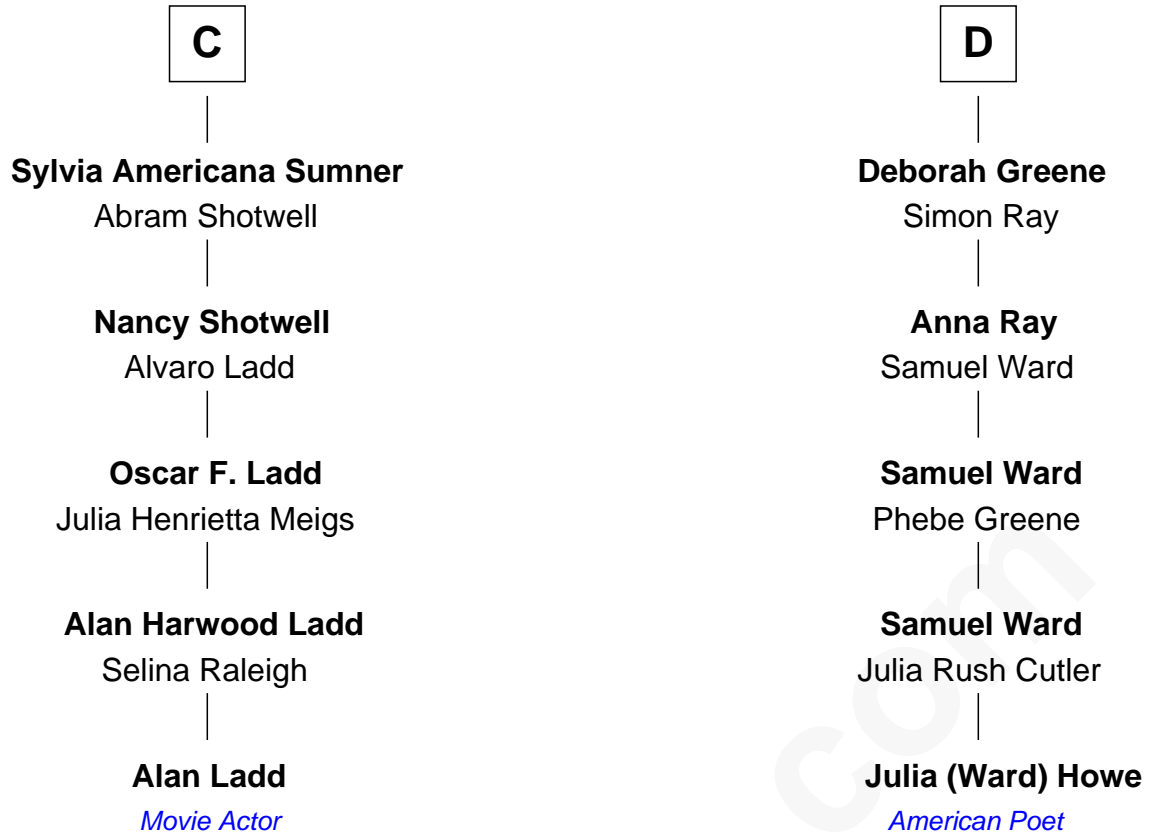 C
Sylvia Americana Sumner
Abram Shotwell
Nancy Shotwell
Alvaro Ladd
Oscar F. Ladd
Julia Henrietta Meigs
Alan Harwood Ladd
Selina Raleigh
Alan Ladd
Movie Actor
D
Deborah Greene
Simon Ray
Anna Ray
Samuel Ward
Samuel Ward
Phebe Greene
Samuel Ward
Julia Rush Cutler
Julia (Ward) Howe
American Poet
com